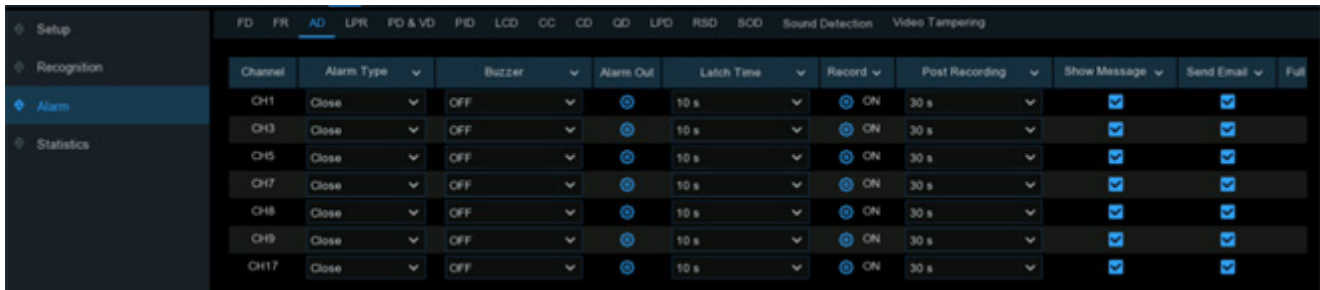 FD FR AD LPR PD & VD PID LCD CC CD QD LPD RSD SOD Sound Detection Video Tampering
Setup
Recognition
Alarm
Statistics
Channel Alarm Type Buzzer Alarm Out Latch Time Record Post Recording Show Message Send Email Full
CH1 Close OFF 10 s ON 30 s
CH3 Close OFF 10 s ON 30 s
CH5 Close OFF 10 s ON 30 s
CH7 Close OFF 10 s ON 30 s
CH8 Close OFF 10 s ON 30 s
CH9 Close OFF 10 s ON 30 s
CH17 Close OFF 10 s ON 30 s